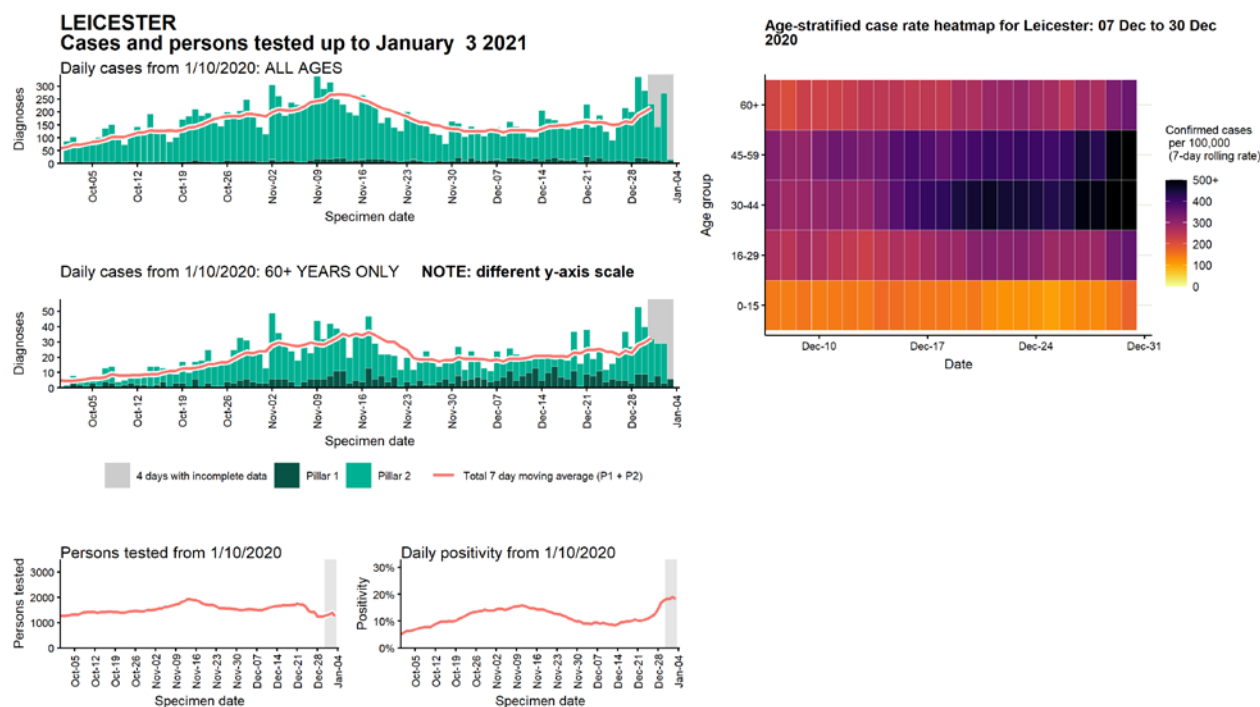 LEICESTER
Cases and persons tested up to January 3 2021
Daily cases from 1/10/2020: ALL AGES
Diagnoses
300
250
200
150
100
50
0
Oct-05
Oct-12
Oct-19
Oct-26
Nov-02
Nov-09
Nov-16
Nov-23
Nov-30
Dec-07
Dec-14
Dec-21
Dec-28
Jan-04
Specimen date
Daily cases from 1/10/2020: 60+ YEARS ONLY NOTE: different y-axis scale
Diagnoses
50
40
30
20
10
0
Oct-05
Oct-12
Oct-19
Oct-26
Nov-02
Nov-09
Nov-16
Nov-23
Nov-30
Dec-07
Dec-14
Dec-21
Dec-28
Jan-04
Specimen date
4 days with incomplete data
Pillar 1
Pillar 2
Total 7 day moving average (P1 + P2)
Persons tested from 1/10/2020
Persons tested
3000
2000
1000
0
Oct-05
Oct-12
Oct-19
Oct-26
Nov-02
Nov-09
Nov-16
Nov-23
Nov-30
Dec-07
Dec-14
Dec-21
Dec-28
Jan-04
Specimen date
Daily positivity from 1/10/2020
Positivity
30%
20%
10%
0%
Oct-05
Oct-12
Oct-19
Oct-26
Nov-02
Nov-09
Nov-16
Nov-23
Nov-30
Dec-07
Dec-14
Dec-21
Dec-28
Jan-04
Specimen date
Age-stratified case rate heatmap for Leicester: 07 Dec to 30 Dec
2020
Age group
60+
45-59
30-44
16-29
0-15
Dec-10
Dec-17
Dec-24
Dec-31
Date
Confirmed cases
per 100,000
(7-day rolling rate)
500+
400
300
200
100
0